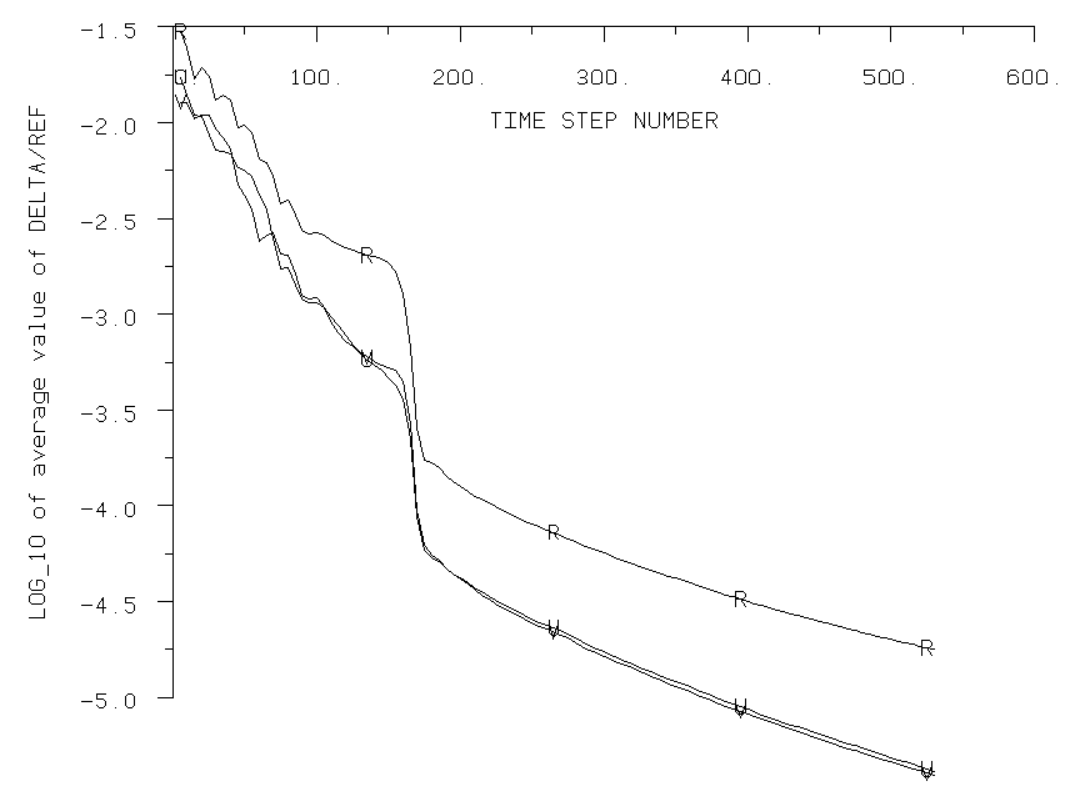 -1.5
R
U
100. 200. 300. 400. 500. 600.
TIME STEP NUMBER
-2.0
-2.5
R
-3.0
-3.5
-4.0
R
-4.5
R
U
V
R
-5.0
U
V
U
V
LOG_10 of average value of DELTA/REF